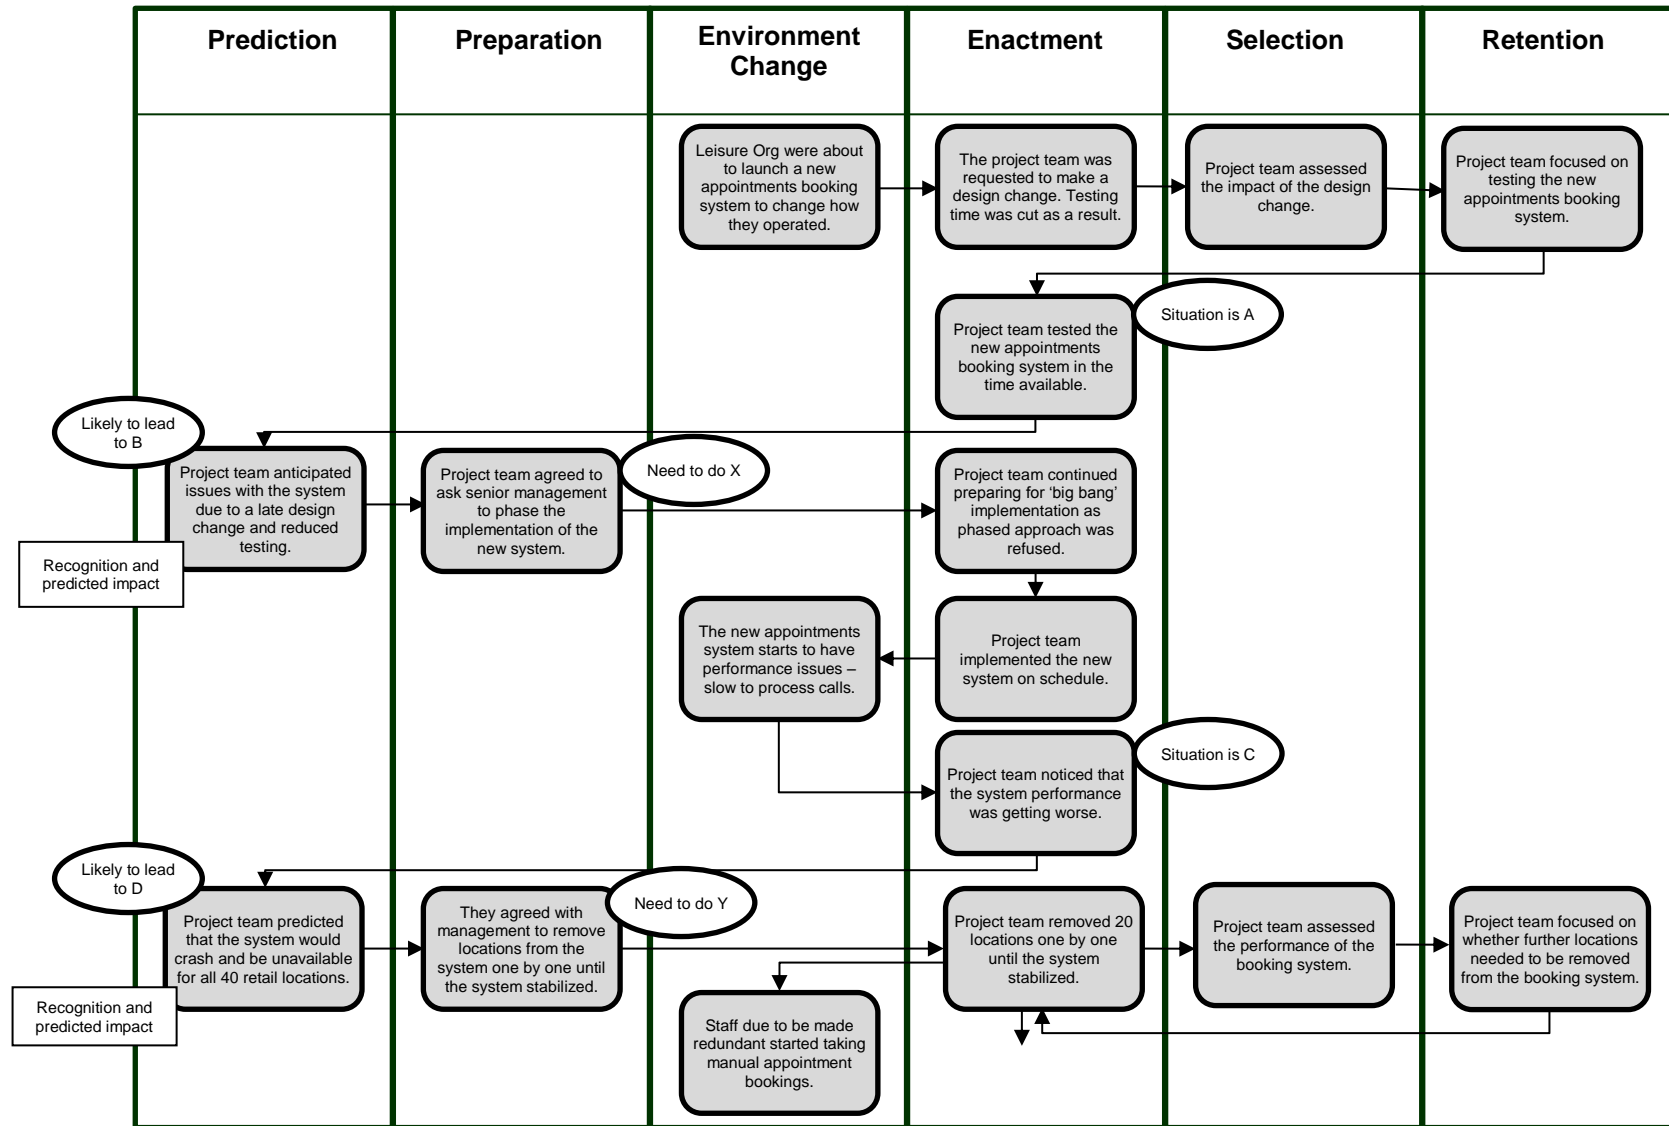 Prediction
Preparation
Environment
Change
Enactment
Selection
Retention
Leisure Org were about
to launch a new
appointments booking
system to change how
they operated.
The project team was
requested to make a
design change. Testing
time was cut as a result.
Project team assessed
the impact of the design
change.
Project team focused on
testing the new
appointments booking
system.
Project team tested the
new appointments
booking system in the
time available.
Situation is A
Likely to lead
to B
Project team anticipated
issues with the system
due to a late design
change and reduced
testing.
Recognition and
predicted impact
Project team agreed to
ask senior management
to phase the
implementation of the
new system.
Need to do X
Project team continued
preparing for ‘big bang’
implementation as
phased approach was
refused.
Project team
implemented the new
system on schedule.
The new appointments
system starts to have
performance issues –
slow to process calls.
Project team noticed that
the system performance
was getting worse.
Situation is C
Likely to lead
to D
Project team predicted
that the system would
crash and be unavailable
for all 40 retail locations.
Recognition and
predicted impact
They agreed with
management to remove
locations from the
system one by one until
the system stabilized.
Need to do Y
Project team removed 20
locations one by one
until the system
stabilized.
Project team assessed
the performance of the
booking system.
Project team focused on
whether further locations
needed to be removed
from the booking system.
Staff due to be made
redundant started taking
manual appointment
bookings.